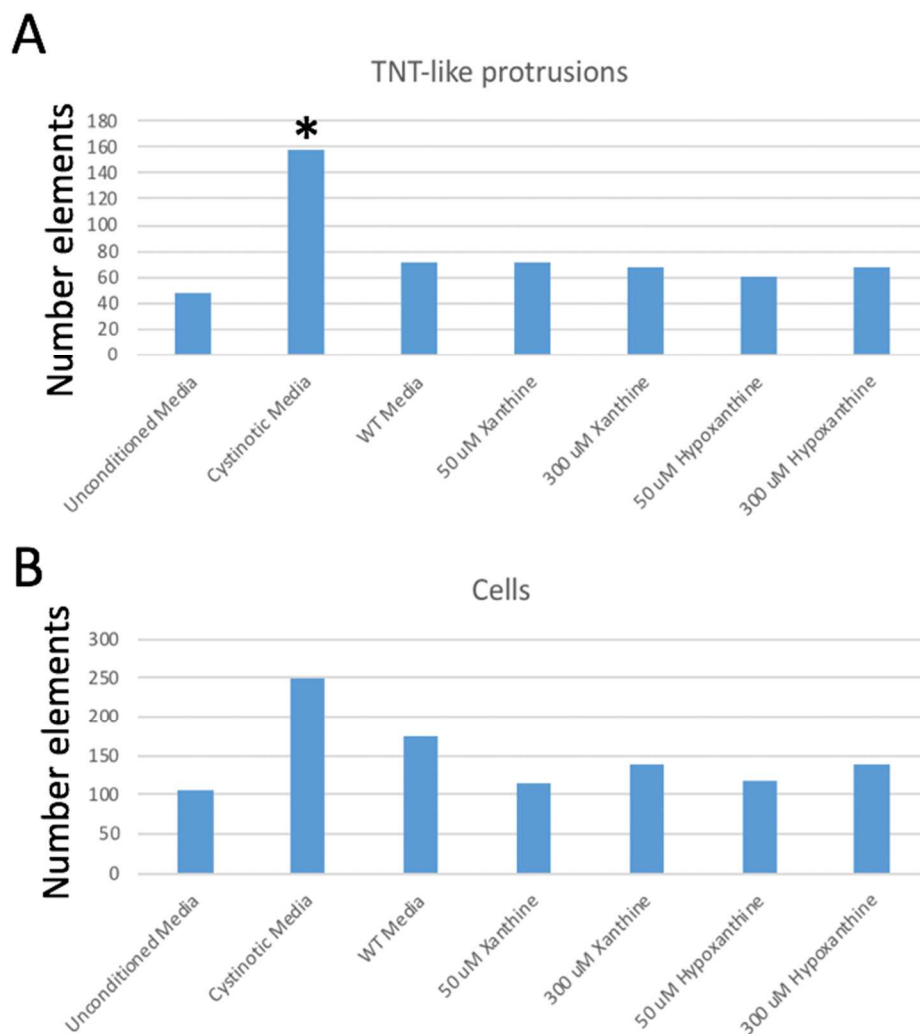 A
TNT-like protrusions
Number elements
180
160
140
120
100
80
60
40
20
0
*
Unconditioned Media
Cystinotic Media
WT Media
50 uM Xanthine
300 uM Xanthine
50 uM Hypoxanthine
300 uM Hypoxanthine
B
Cells
Number elements
300
250
200
150
100
50
0
Unconditioned Media
Cystinotic Media
WT Media
50 uM Xanthine
300 uM Xanthine
50 uM Hypoxanthine
300 uM Hypoxanthine